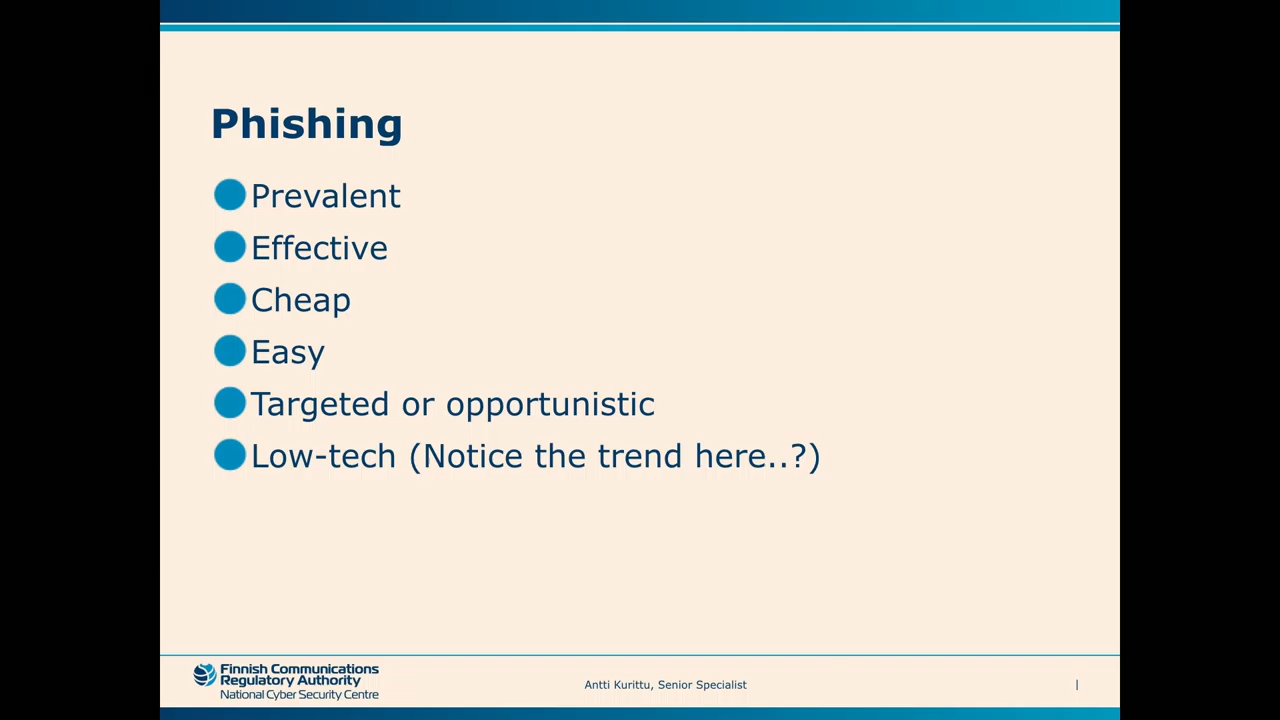 Phishing
Prevalent
Effective
Cheap
Easy
Targeted or opportunistic
Low-tech (Notice the trend here..?)
Finnish Communications
Regulatory Authority
National Cyber Security Centre
Antti Kurittu, Senior Specialist
|